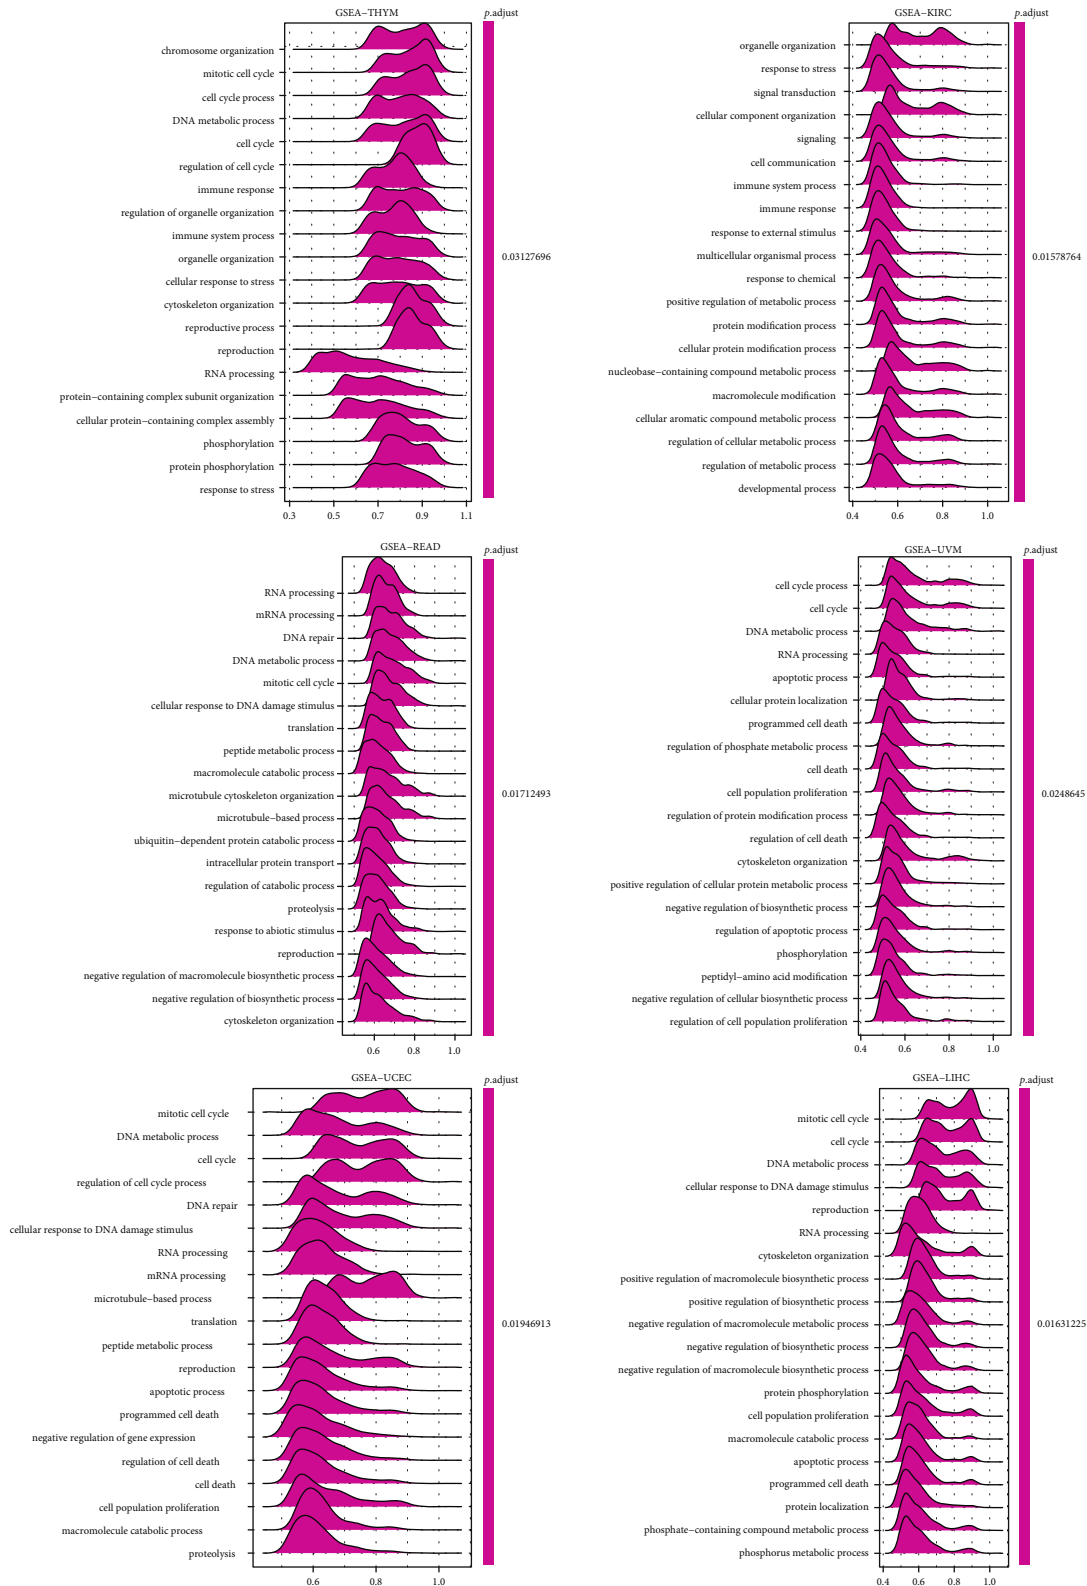 GSEA−THYM
p.adjust
chromosome organization
mitotic cell cycle
cell cycle process
DNA metabolic process
cell cycle
regulation of cell cycle
immune response
regulation of organelle organization
immune system process
organelle organization
cellular response to stress
cytoskeleton organization
reproductive process
reproduction
RNA processing
protein−containing complex subunit organization
cellular protein−containing complex assembly
phosphorylation
protein phosphorylation
response to stress
0.3 0.5 0.7 0.9 1.1
0.03127696
GSEA−KIRC
p.adjust
organelle organization
response to stress
signal transduction
cellular component organization
signaling
cell communication
immune system process
immune response
response to external stimulus
multicellular organismal process
response to chemical
positive regulation of metabolic process
protein modification process
cellular protein modification process
nucleobase−containing compound metabolic process
macromolecule modification
cellular aromatic compound metabolic process
regulation of cellular metabolic process
regulation of metabolic process
developmental process
0.4 0.6 0.8 1.0
0.01578764
GSEA−READ
p.adjust
RNA processing
mRNA processing
DNA repair
DNA metabolic process
mitotic cell cycle
cellular response to DNA damage stimulus
translation
peptide metabolic process
macromolecule catabolic process
microtubule cytoskeleton organization
microtubule−based process
ubiquitin−dependent protein catabolic process
intracellular protein transport
regulation of catabolic process
proteolysis
response to abiotic stimulus
reproduction
negative regulation of macromolecule biosynthetic process
negative regulation of biosynthetic process
cytoskeleton organization
0.6 0.8 1.0
0.01712493
GSEA−UVM
p.adjust
cell cycle process
cell cycle
DNA metabolic process
RNA processing
apoptotic process
cellular protein localization
programmed cell death
regulation of phosphate metabolic process
cell death
cell population proliferation
regulation of protein modification process
regulation of cell death
cytoskeleton organization
positive regulation of cellular protein metabolic process
negative regulation of biosynthetic process
regulation of apoptotic process
phosphorylation
peptidyl−amino acid modification
negative regulation of cellular biosynthetic process
regulation of cell population proliferation
0.4 0.6 0.8 1.0
0.0248645
GSEA−UCEC
p.adjust
mitotic cell cycle
DNA metabolic process
cell cycle
regulation of cell cycle process
DNA repair
cellular response to DNA damage stimulus
RNA processing
mRNA processing
microtubule−based process
translation
peptide metabolic process
reproduction
apoptotic process
programmed cell death
negative regulation of gene expression
regulation of cell death
cell death
cell population proliferation
macromolecule catabolic process
proteolysis
0.6 0.8 1.0
0.01946913
GSEA−LIHC
p.adjust
mitotic cell cycle
cell cycle
DNA metabolic process
cellular response to DNA damage stimulus
reproduction
RNA processing
cytoskeleton organization
positive regulation of macromolecule biosynthetic process
positive regulation of biosynthetic process
negative regulation of macromolecule metabolic process
negative regulation of biosynthetic process
negative regulation of macromolecule biosynthetic process
protein phosphorylation
cell population proliferation
macromolecule catabolic process
apoptotic process
programmed cell death
protein localization
phosphate−containing compound metabolic process
phosphorus metabolic process
0.4 0.6 0.8 1.0
0.01631225